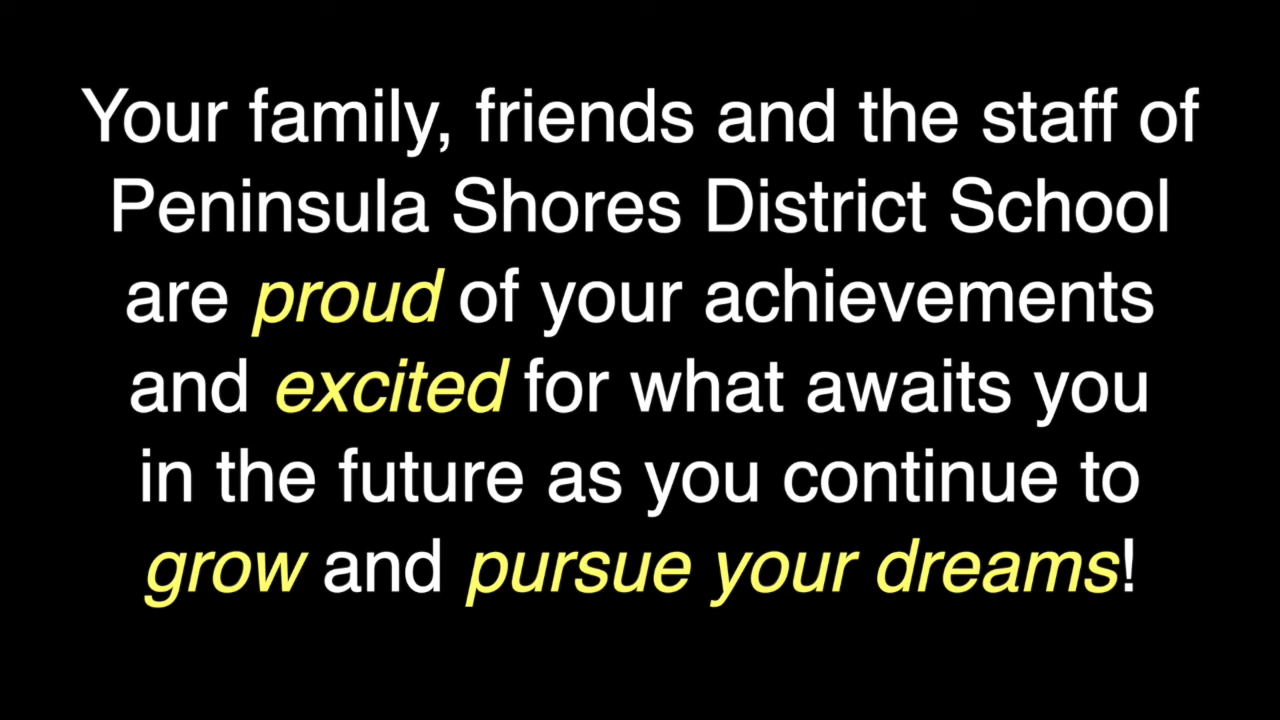 Your family, friends and the staff of
Peninsula Shores District School
are proud of your achievements
and excited for what awaits you
in the future as you continue to
grow and pursue your dreams!